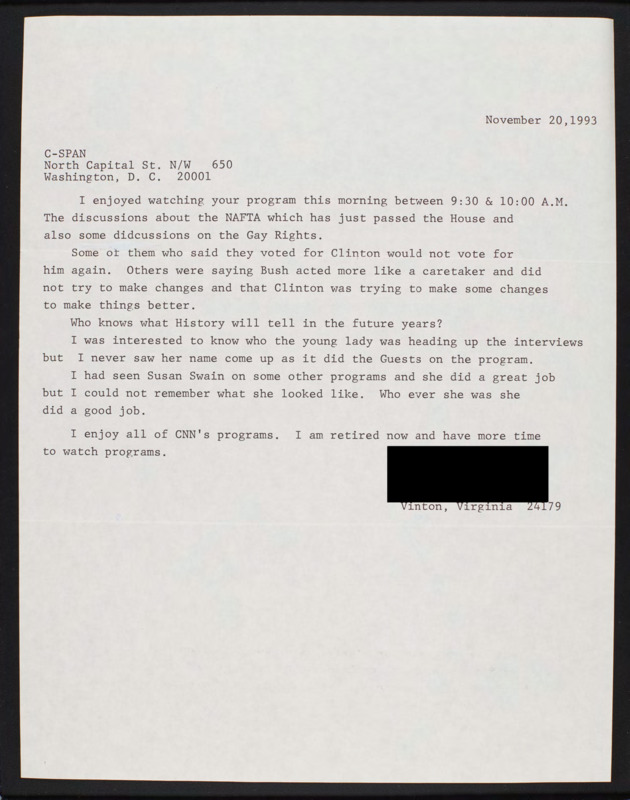 November 20,1993
C-SPAN
North Capital St. N/W   650
Washington, D. C.  20001
I enjoyed watching your program this morning between 9:30 & 10:00 A.M.
The discussions about the NAFTA which has just passed the House and
also some didcussions on the Gay Rights.
Some of them who said they voted for Clinton would not vote for
him again.  Others were saying Bush acted more like a caretaker and did
not try to make changes and that Clinton was trying to make some changes
to make things better.
Who knows what History will tell in the future years?
I was interested to know who the young lady was heading up the interviews
but  I never saw her name come up as it did the Guests on the program.
I had seen Susan Swain on some other programs and she did a great job
but I could not remember what she looked like.  Who ever she was she
did a good job.
I enjoy all of CNN's programs.  I am retired now and have more time
to watch programs.
Vinton, Virginia  24179